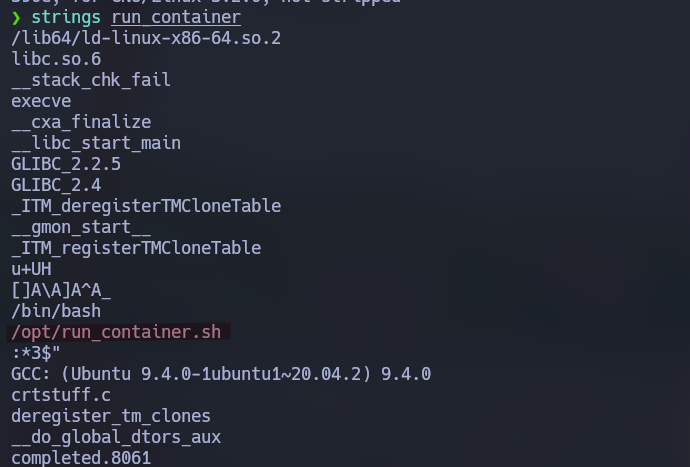 ❯ strings run_container
/lib64/ld-linux-x86-64.so.2
libc.so.6
__stack_chk_fail
execve
__cxa_finalize
__libc_start_main
GLIBC_2.2.5
GLIBC_2.4
_ITM_deregisterTMCloneTable
__gmon_start__
_ITM_registerTMCloneTable
u+UH
[]A\A]A^A_
/bin/bash
/opt/run_container.sh
:*3$"
GCC: (Ubuntu 9.4.0-1ubuntu1~20.04.2) 9.4.0
crtstuff.c
deregister_tm_clones
__do_global_dtors_aux
completed.8061